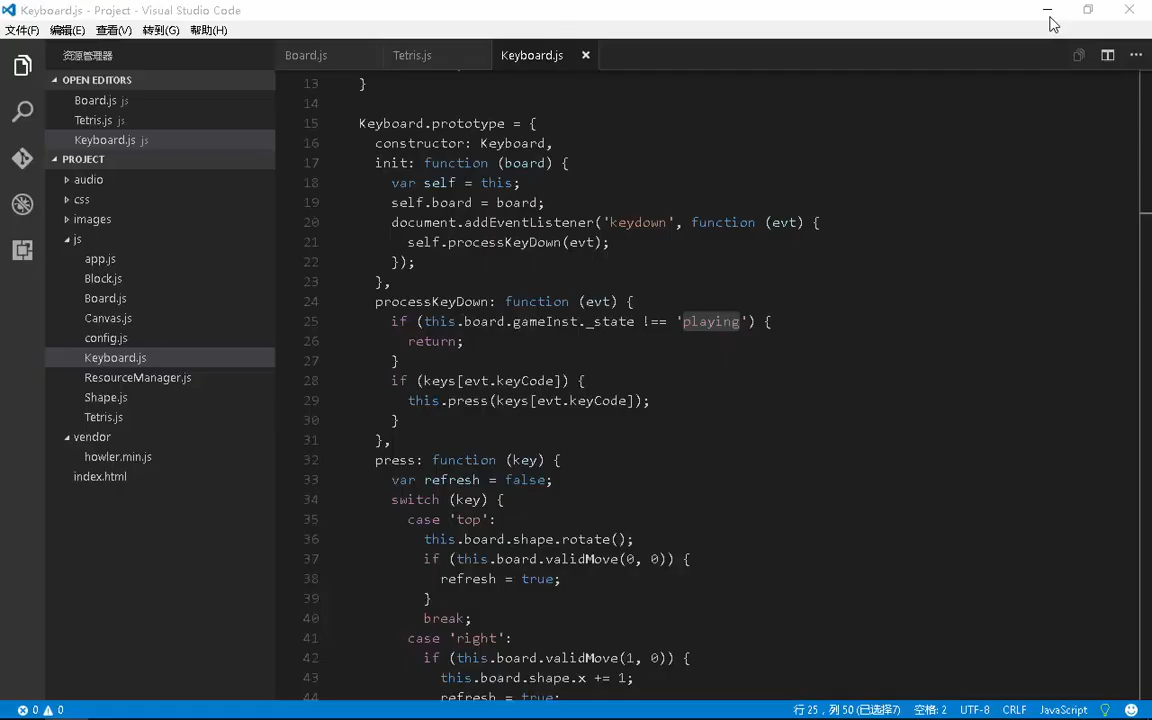 Keyboard.js - Project - Visual Studio Code
文件(F) 编辑(E) 查看(V) 转到(G) 帮助(H)
资源管理器
OPEN EDITORS
Board.js js
Tetris.js js
Keyboard.js js
PROJECT
audio
css
images
js
app.js
Block.js
Board.js
Canvas.js
config.js
Keyboard.js
ResourceManager.js
Shape.js
Tetris.js
vendor
howler.min.js
index.html
Board.js Tetris.js Keyboard.js
13 }
14
15 Keyboard.prototype = {
16 constructor: Keyboard,
17 init: function (board) {
18 var self = this;
19 self.board = board;
20 document.addEventListener('keydown', function (evt) {
21 self.processKeyDown(evt);
22 });
23 },
24 processKeyDown: function (evt) {
25 if (this.board.gameInst._state !== 'playing') {
26 return;
27 }
28 if (keys[evt.keyCode]) {
29 this.press(keys[evt.keyCode]);
30 }
31 },
32 press: function (key) {
33 var refresh = false;
34 switch (key) {
35 case 'top':
36 this.board.shape.rotate();
37 if (this.board.validMove(0, 0)) {
38 refresh = true;
39 }
40 break;
41 case 'right':
42 if (this.board.validMove(1, 0)) {
43 this.board.shape.x += 1;
44 refresh = true;
0 0 行 25，列 50 (已选择7) 空格: 2 UTF-8 CRLF JavaScript